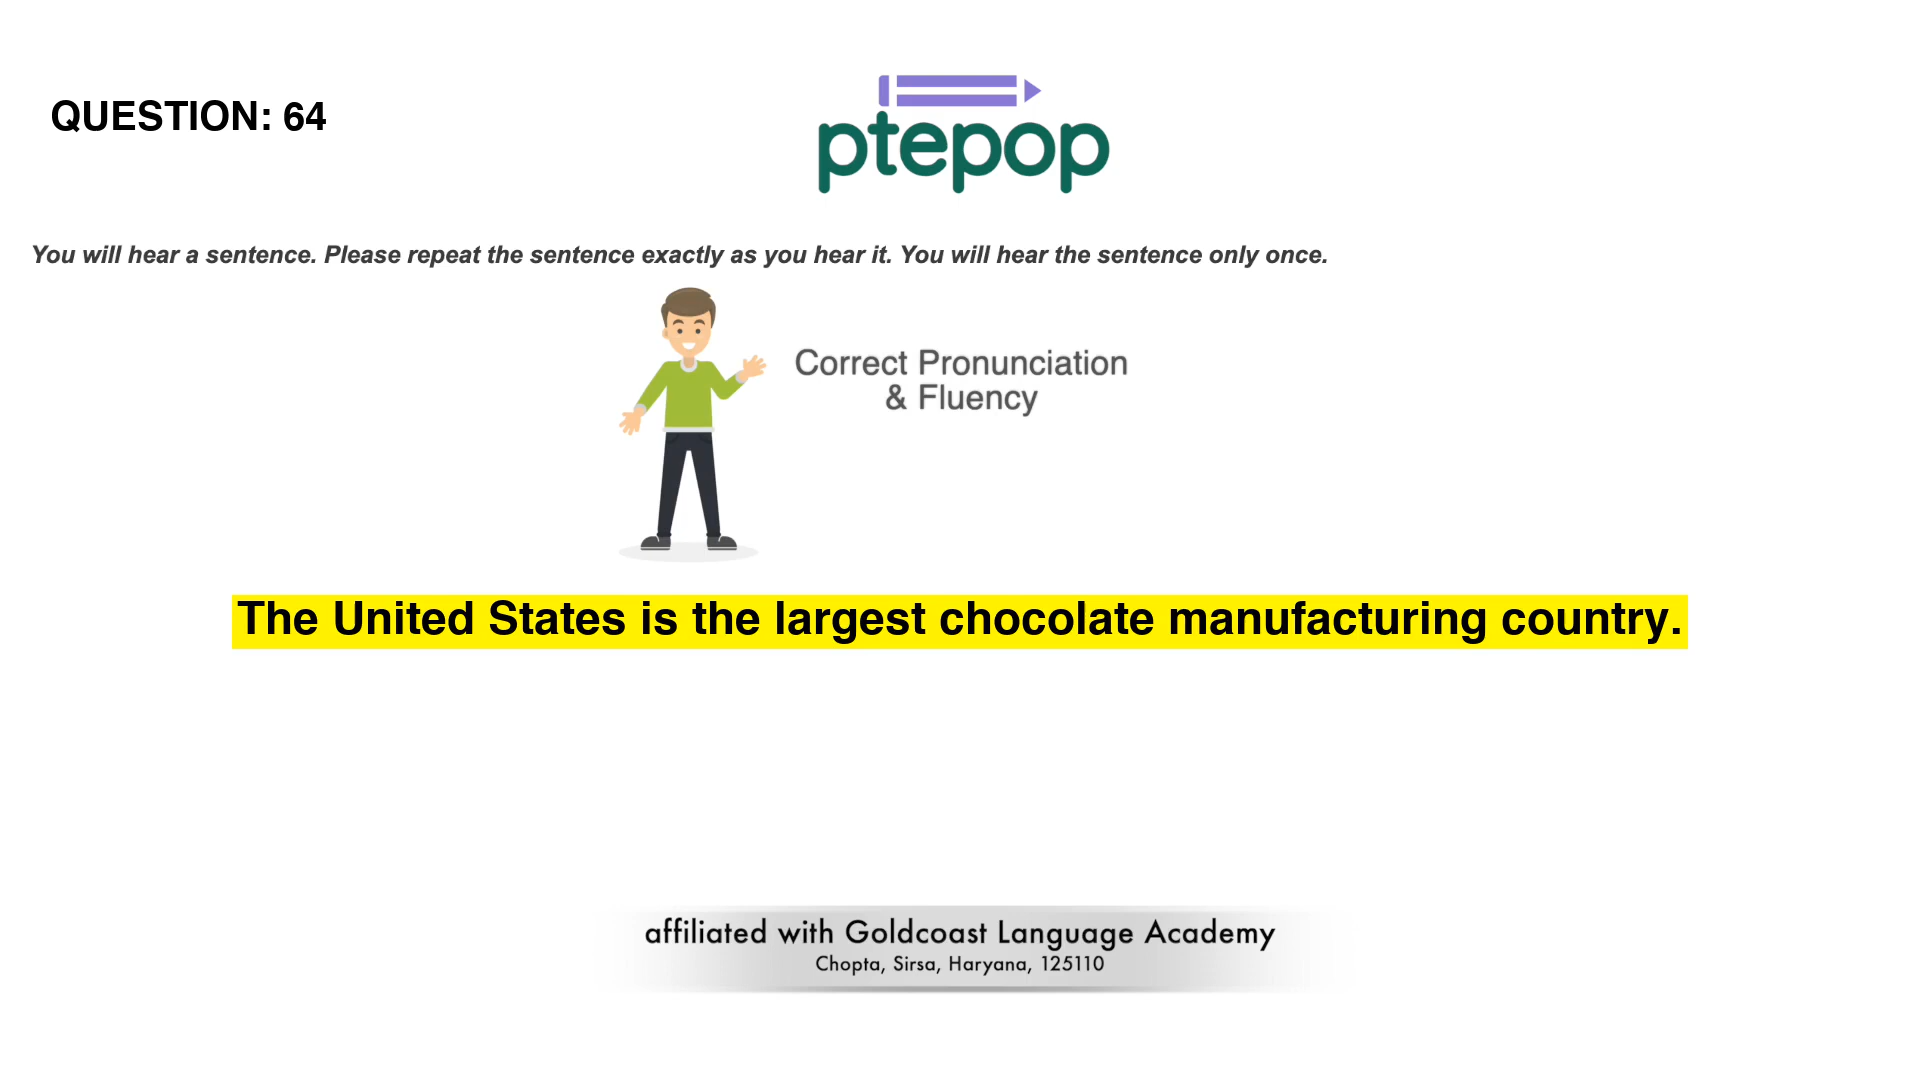 QUESTION: 64
ptepop
You will hear a sentence. Please repeat the sentence exactly as you hear it. You will hear the sentence only once.
Correct Pronunciation
& Fluency
The United States is the largest chocolate manufacturing country.
affiliated with Goldcoast Language Academy
Chopta, Sirsa, Haryana, 125110